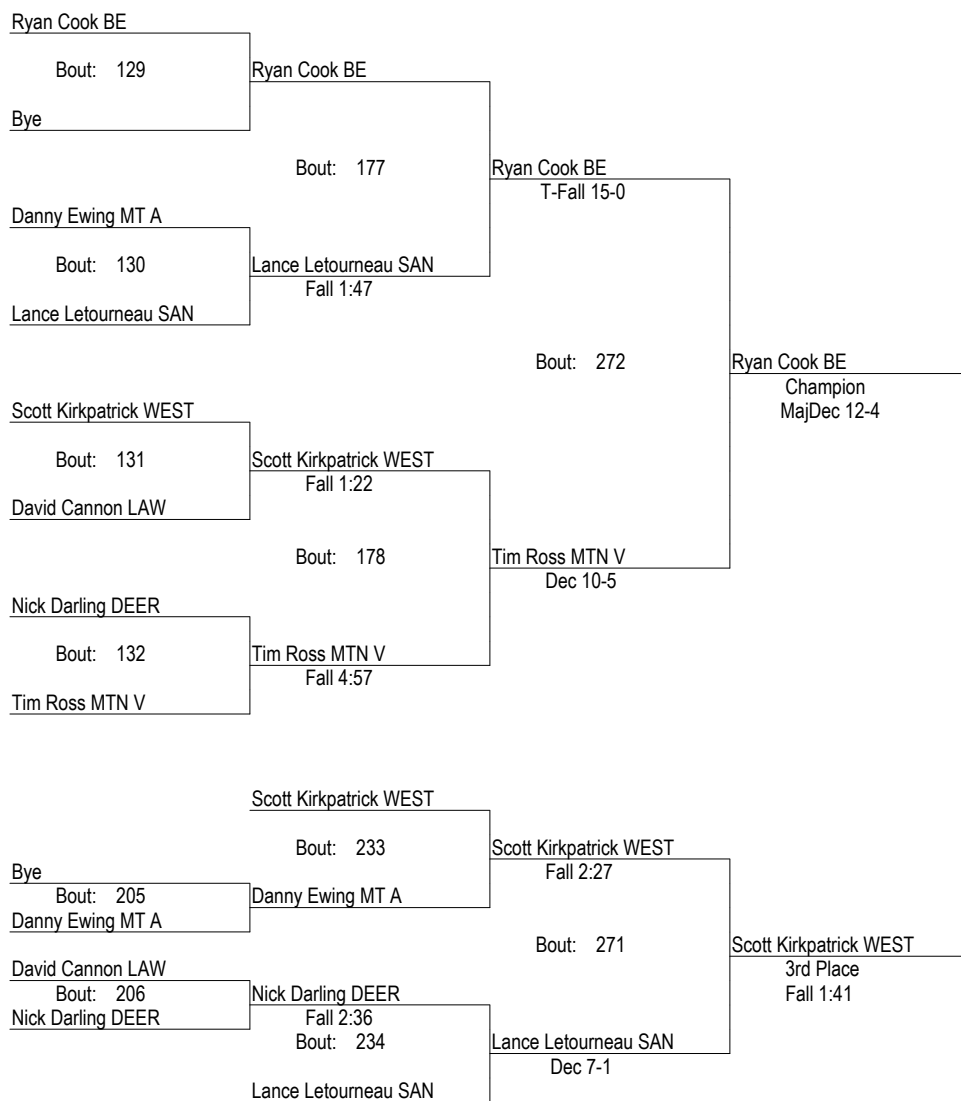 Ryan Cook BE
Bout: 129
Ryan Cook BE
Bye
Bout: 177
Ryan Cook BE
T-Fall 15-0
Danny Ewing MT A
Bout: 130
Lance Letourneau SAN
Fall 1:47
Lance Letourneau SAN
Bout: 272
Ryan Cook BE
Champion
MajDec 12-4
Scott Kirkpatrick WEST
Bout: 131
Scott Kirkpatrick WEST
Fall 1:22
David Cannon LAW
Bout: 178
Tim Ross MTN V
Dec 10-5
Nick Darling DEER
Bout: 132
Tim Ross MTN V
Fall 4:57
Tim Ross MTN V
Scott Kirkpatrick WEST
Bout: 233
Scott Kirkpatrick WEST
Fall 2:27
Bye
Bout: 205
Danny Ewing MT A
Danny Ewing MT A
Bout: 271
Scott Kirkpatrick WEST
3rd Place
Fall 1:41
David Cannon LAW
Bout: 206
Nick Darling DEER
Nick Darling DEER
Fall 2:36
Bout: 234
Lance Letourneau SAN
Dec 7-1
Lance Letourneau SAN